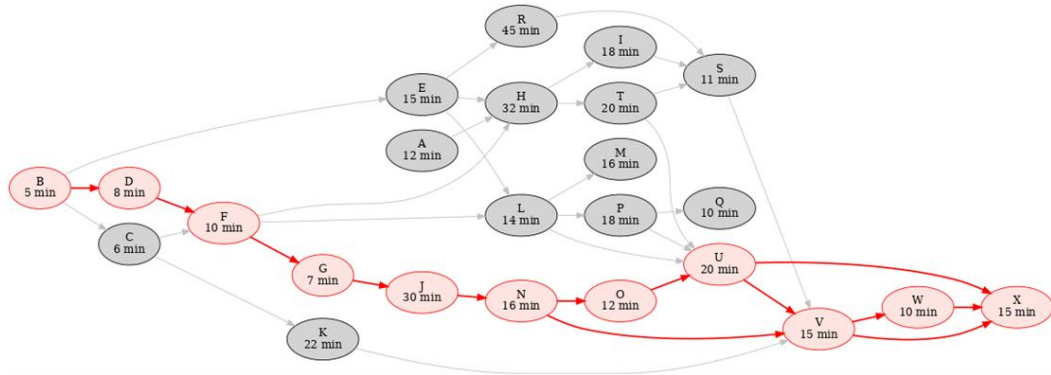 R
45 min
I
18 min
S
11 min
E
15 min
H
32 min
T
20 min
A
12 min
M
16 min
B
5 min
D
8 min
F
10 min
L
14 min
P
18 min
Q
10 min
C
6 min
G
7 min
J
30 min
N
16 min
O
12 min
U
20 min
K
22 min
V
15 min
W
10 min
X
15 min